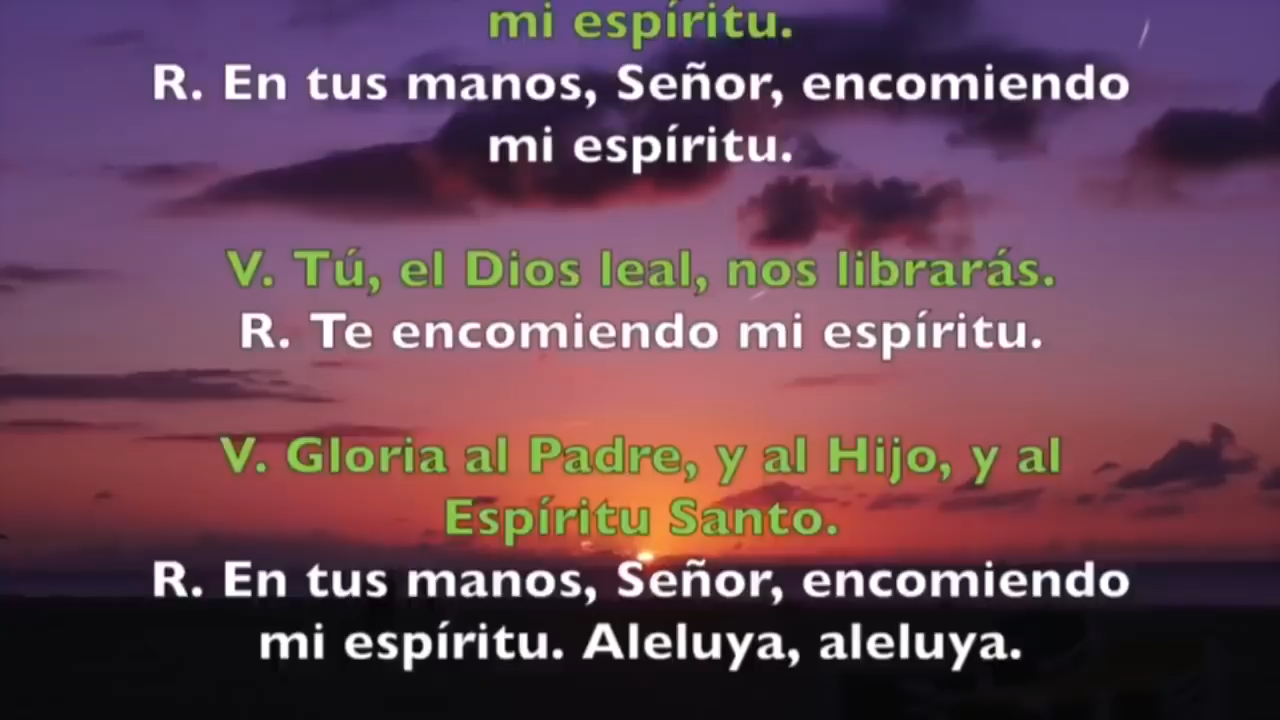 mi espíritu.
R. En tus manos, Señor, encomiendo
mi espíritu.
V. Tú, el Dios leal, nos librarás.
R. Te encomiendo mi espíritu.
V. Gloria al Padre, y al Hijo, y al
Espíritu Santo.
R. En tus manos, Señor, encomiendo
mi espíritu. Aleluya, aleluya.